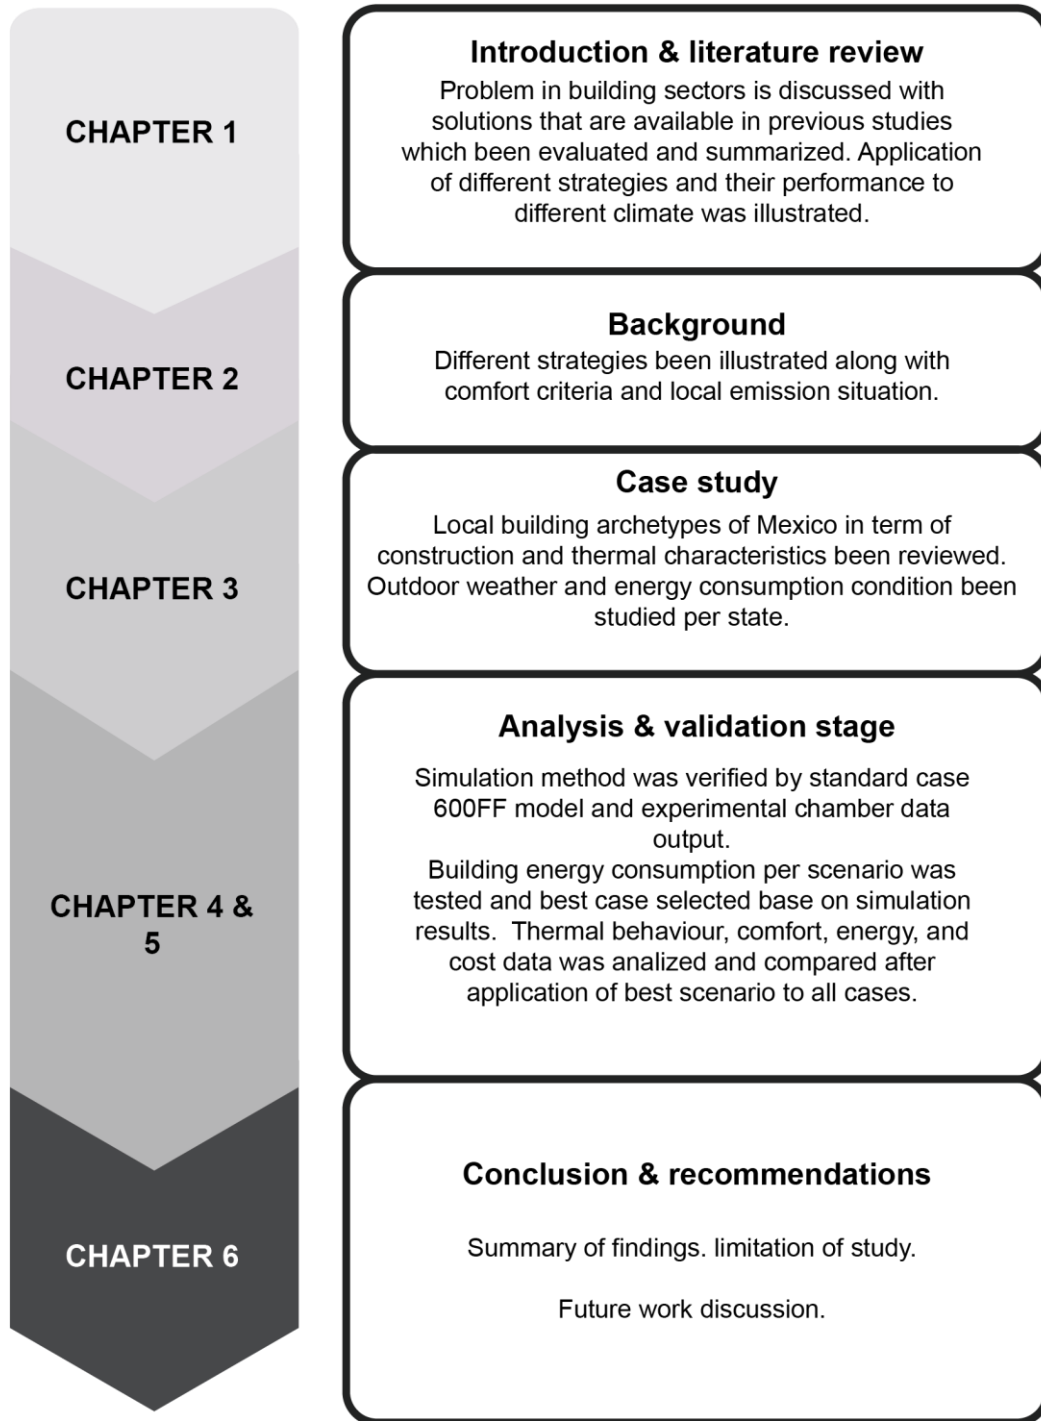 CHAPTER 1
Introduction & literature review
Problem in building sectors is discussed with
solutions that are available in previous studies
which been evaluated and summarized. Application
of different strategies and their performance to
different climate was illustrated.
CHAPTER 2
Background
Different strategies been illustrated along with
comfort criteria and local emission situation.
CHAPTER 3
Case study
Local building archetypes of Mexico in term of
construction and thermal characteristics been reviewed.
Outdoor weather and energy consumption condition been
studied per state.
CHAPTER 4 &
5
Analysis & validation stage
Simulation method was verified by standard case
600FF model and experimental chamber data
output.
Building energy consumption per scenario was
tested and best case selected base on simulation
results.  Thermal behaviour, comfort, energy, and
cost data was analized and compared after
application of best scenario to all cases.
CHAPTER 6
Conclusion & recommendations
Summary of findings. limitation of study.
Future work discussion.